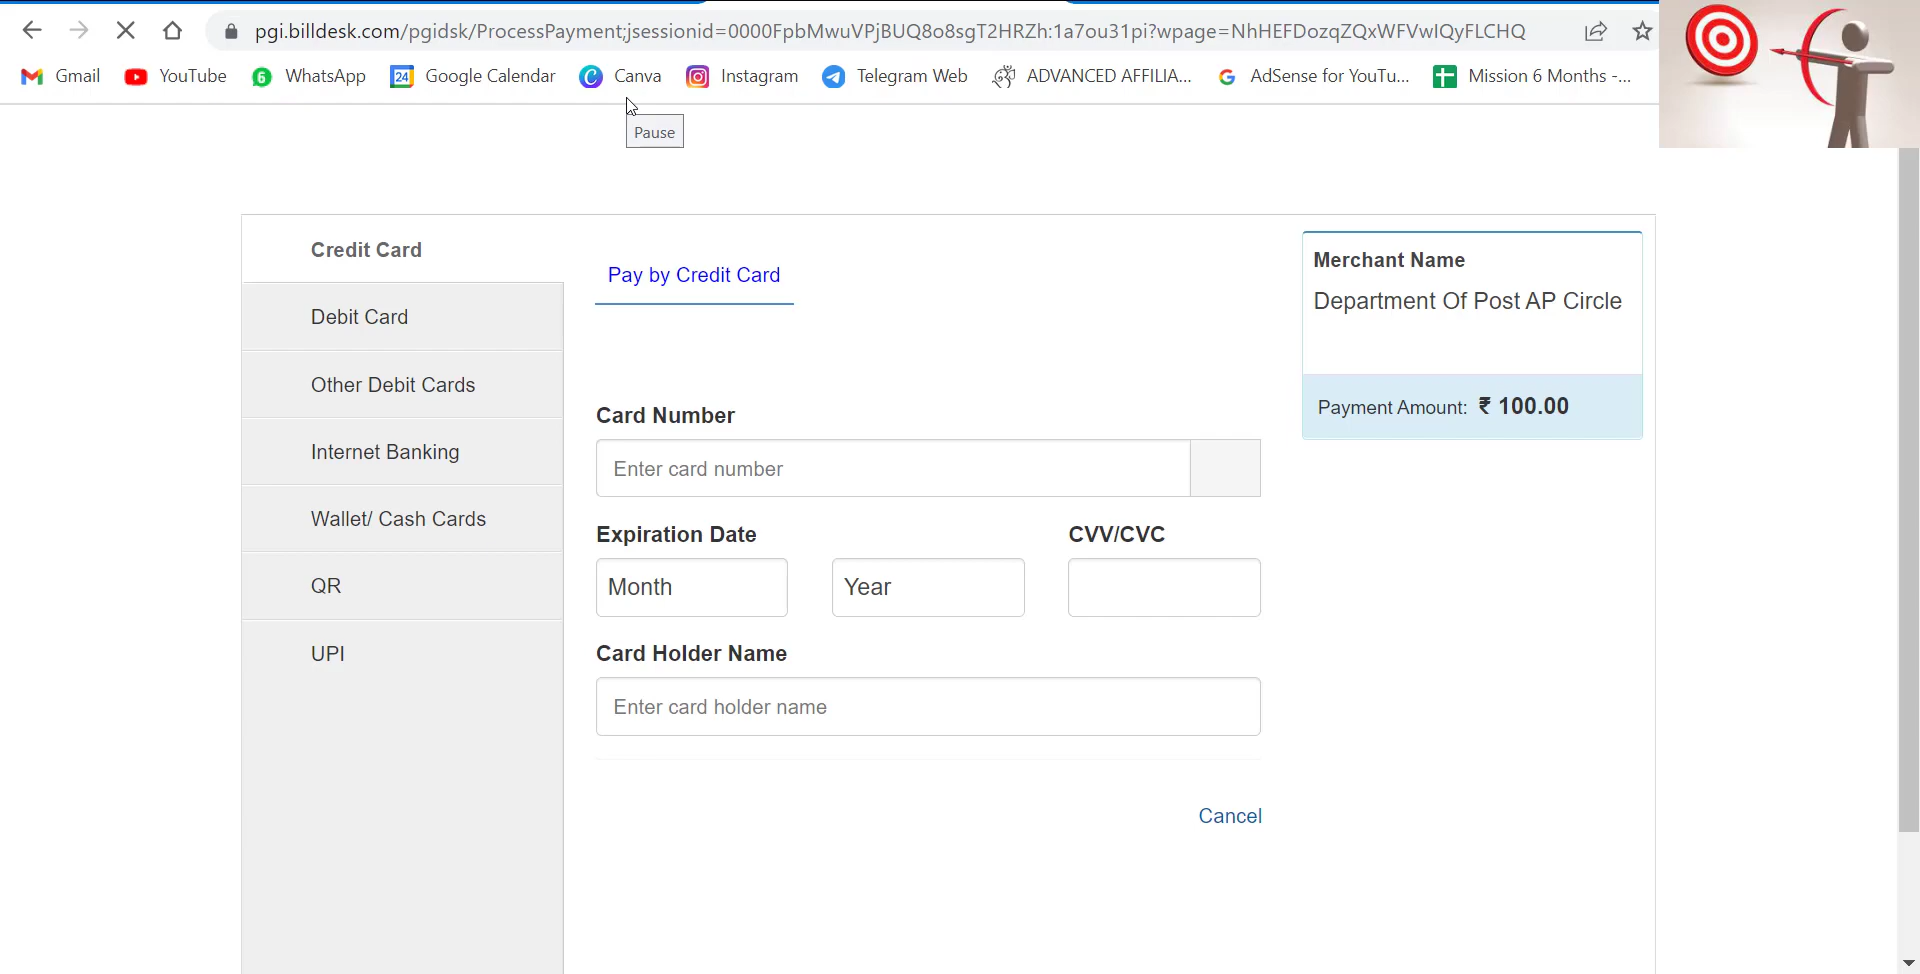 pgi.billdesk.com/pgidsk/ProcessPayment;jsessionid=0000FpbMwuVPjBUQ8o8sgT2HRZh:1a7ou31pi?wpage=NhHEFDozqZQxWFVwIQyFLCHQ
Gmail YouTube 6 WhatsApp 24 Google Calendar Canva Instagram Telegram Web ADVANCED AFFILIA... AdSense for YouTu... Mission 6 Months -...
Pause
Credit Card
Debit Card
Other Debit Cards
Internet Banking
Wallet/ Cash Cards
QR
UPI
Pay by Credit Card
Card Number
Enter card number
Expiration Date CVV/CVC
Month Year
Card Holder Name
Enter card holder name
Cancel
Merchant Name
Department Of Post AP Circle
Payment Amount: ₹ 100.00